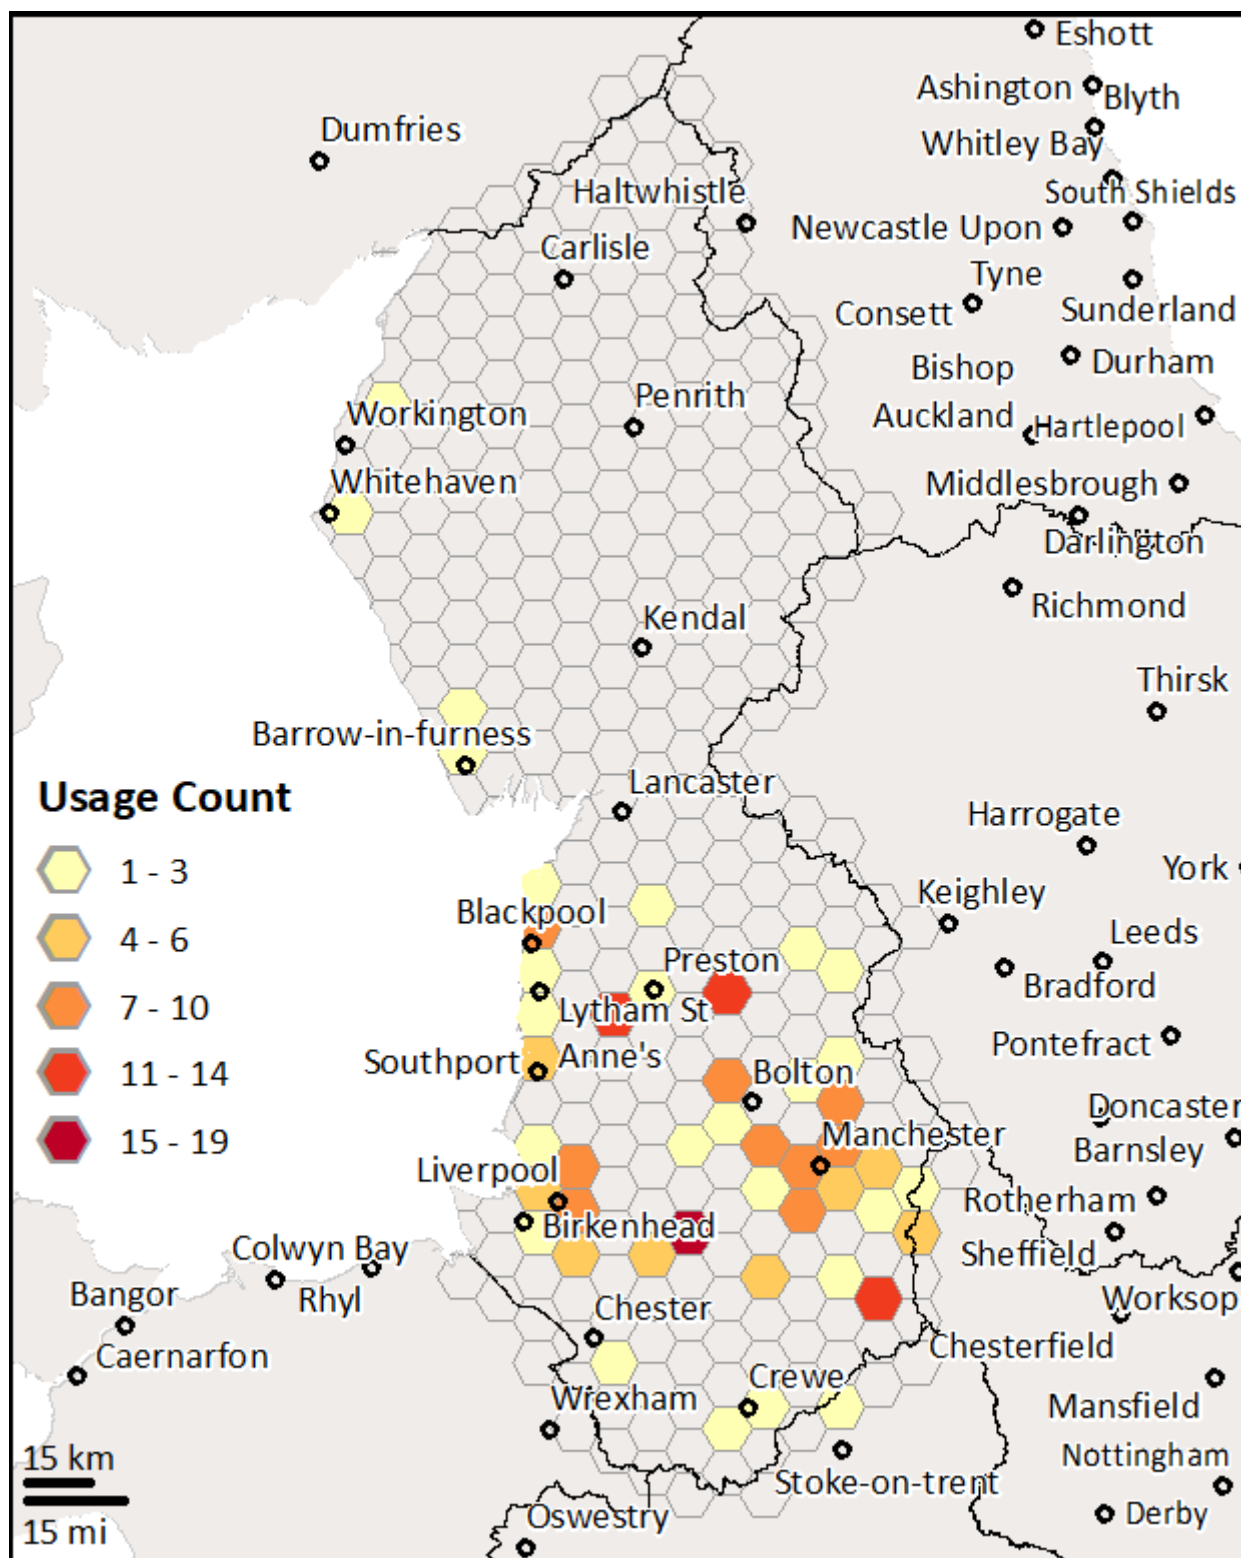 Eshott
Ashington
Blyth
Dumfries
Whitley Bay
Haltwhistle
South Shields
Newcastle Upon
Tyne
Carlisle
Consett
Sunderland
Bishop
Auckland
Durham
Penrith
Workington
Hartlepool
Whitehaven
Middlesbrough
Darlington
Richmond
Kendal
Thirsk
Barrow-in-furness
Lancaster
Usage Count
1 - 3
4 - 6
7 - 10
11 - 14
15 - 19
Harrogate
York
Keighley
Blackpool
Leeds
Preston
Bradford
Lytham St
Anne's
Pontefract
Southport
Bolton
Doncaster
Manchester
Barnsley
Liverpool
Rotherham
Birkenhead
Sheffield
Colwyn Bay
Rhyl
Bangor
Worksop
Chester
Caernarfon
Chesterfield
Crewe
Wrexham
Mansfield
Nottingham
15 km
Stoke-on-trent
Oswestry
Derby
15 mi